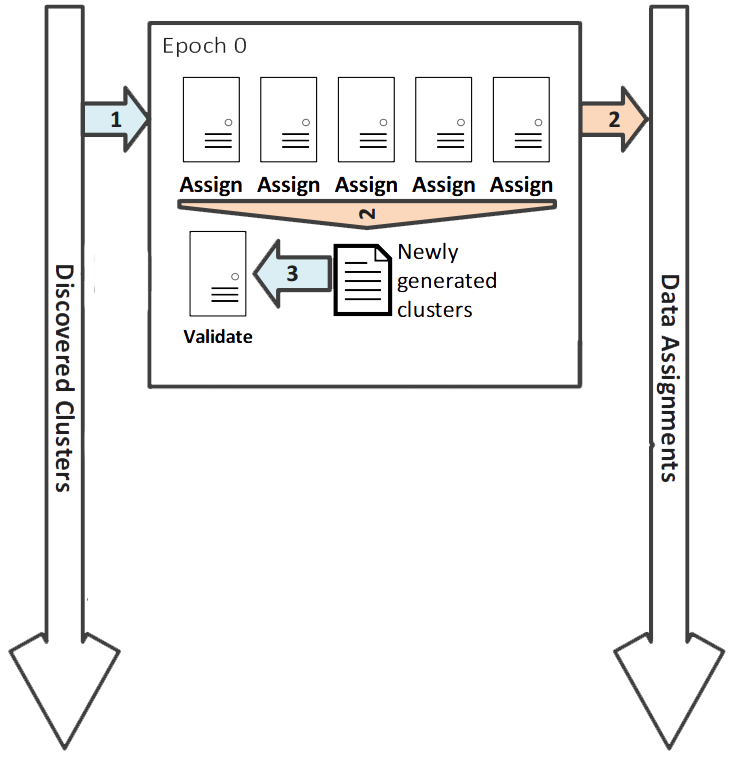 Epoch 0
1
2
Assign Assign Assign Assign Assign
2
3
Newly
generated
clusters
Validate
Discovered Clusters
Data Assignments